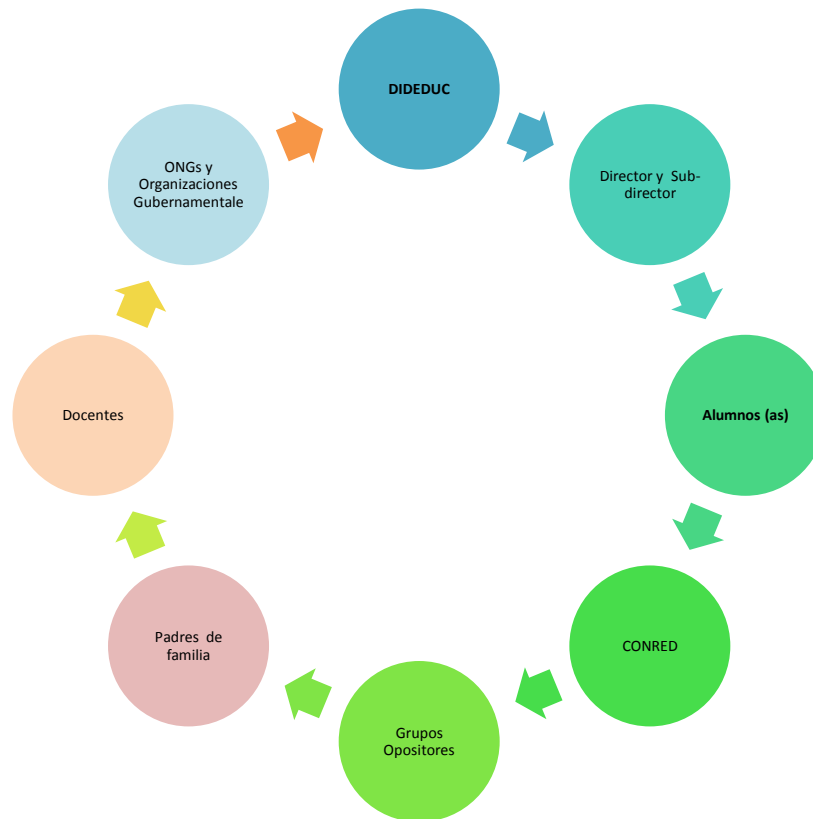 DIDEDUC
Director y Sub-
director
Alumnos (as)
CONRED
Grupos
Opositores
Padres de
familia
Docentes
ONGs y
Organizaciones
Gubernamentale